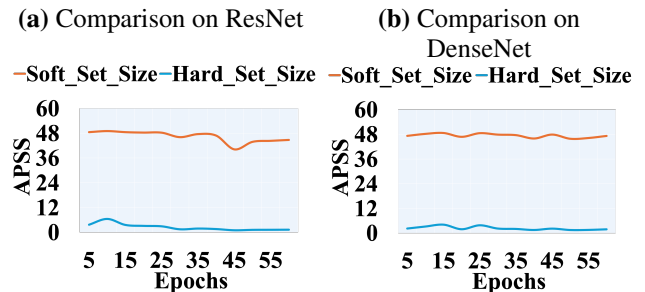 (a) Comparison on ResNet
Soft_Set_Size Hard_Set_Size
60
48
36
24
12
0
APSS
5 15 25 35 45 55
Epochs
(b) Comparison on
DenseNet
Soft_Set_Size Hard_Set_Size
60
48
36
24
12
0
APSS
5 15 25 35 45 55
Epochs